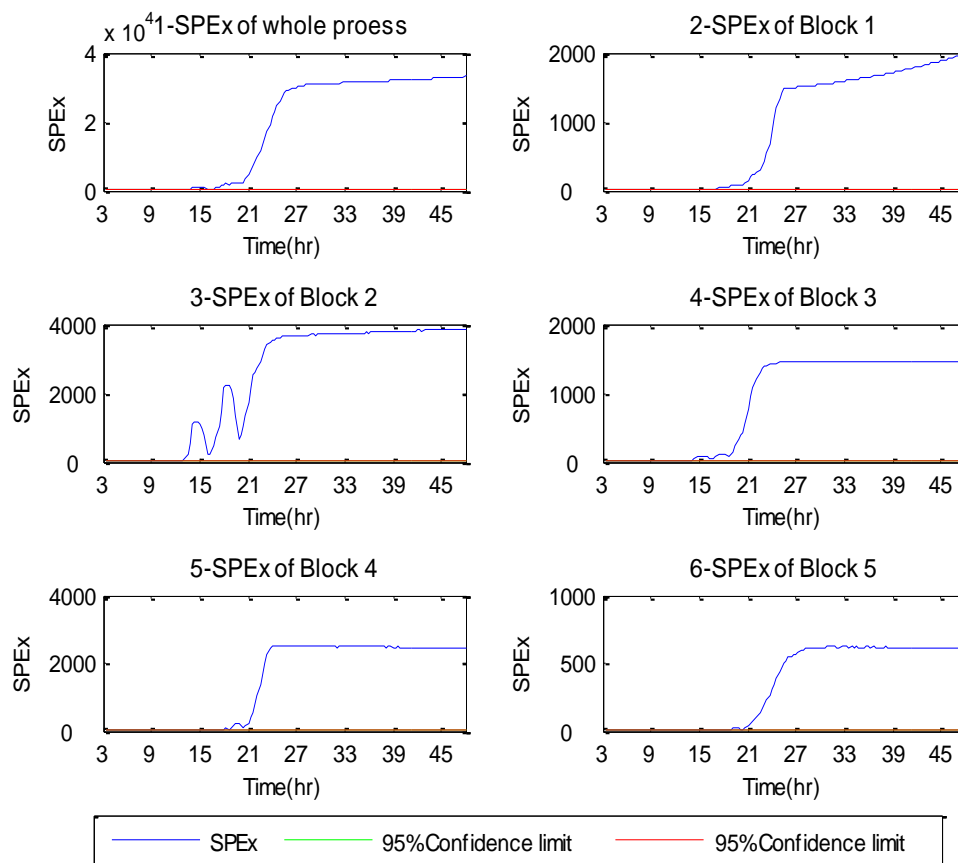 x 10^4 1-SPEx of whole proess
4
2
0
SPEx
3 9 15 21 27 33 39 45
Time(hr)
2-SPEx of Block 1
2000
1000
0
SPEx
3 9 15 21 27 33 39 45
Time(hr)
3-SPEx of Block 2
4000
2000
0
SPEx
3 9 15 21 27 33 39 45
Time(hr)
4-SPEx of Block 3
2000
1000
0
SPEx
3 9 15 21 27 33 39 45
Time(hr)
5-SPEx of Block 4
4000
2000
0
SPEx
3 9 15 21 27 33 39 45
Time(hr)
6-SPEx of Block 5
1000
500
0
SPEx
3 9 15 21 27 33 39 45
Time(hr)
SPEx 95%Confidence limit 95%Confidence limit